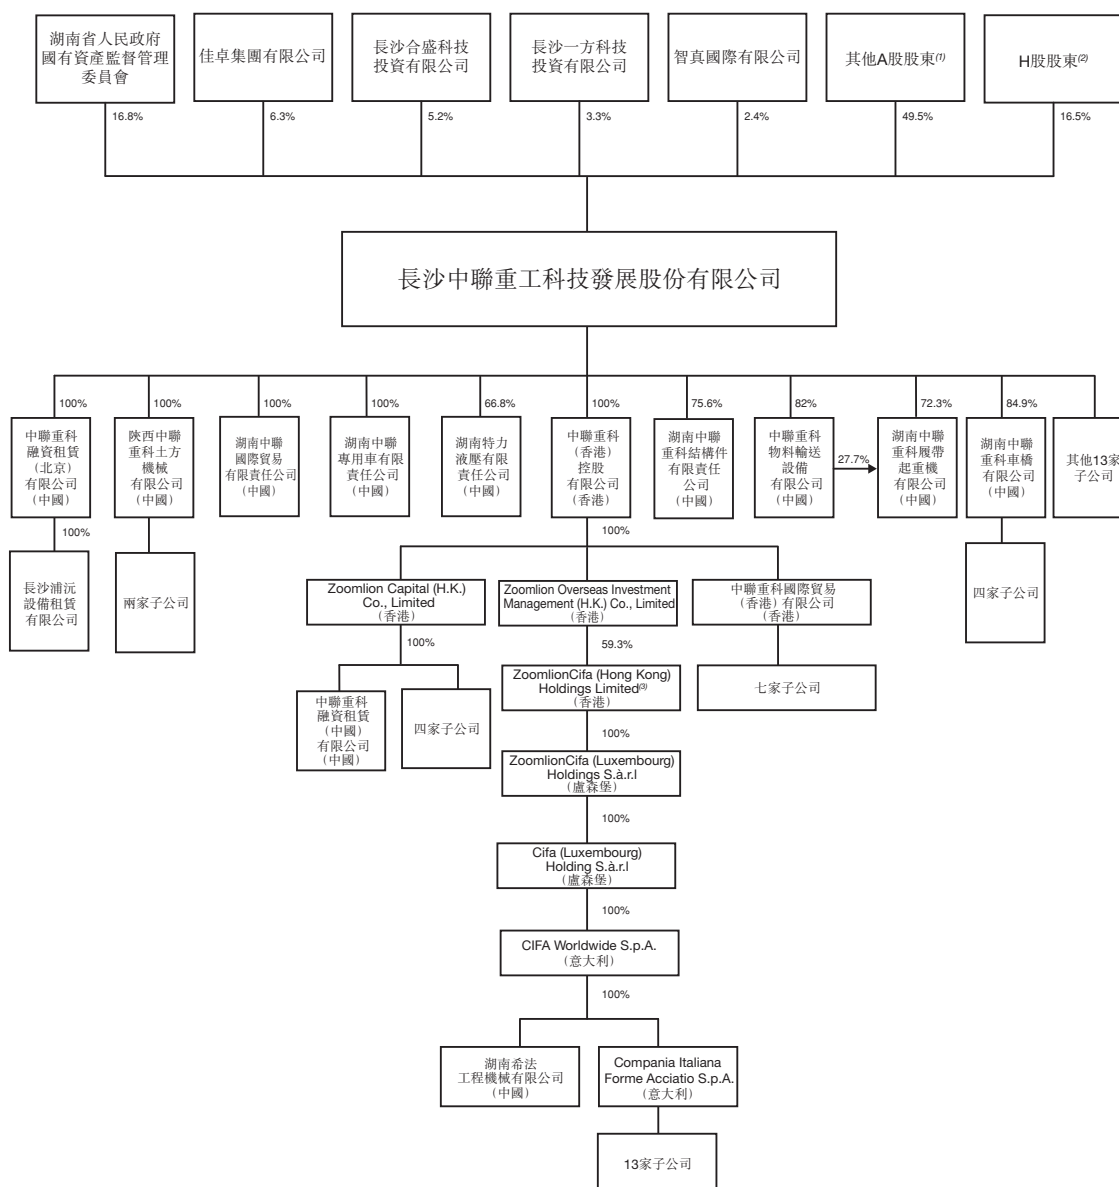 湖南省人民政府
國有資產監督管理
委員會
佳卓集團有限公司
長沙合盛科技
投資有限公司
長沙一方科技
投資有限公司
智真國際有限公司
其他A股股東(1)
H股股東(2)
16.8%
6.3%
5.2%
3.3%
2.4%
49.5%
16.5%
長沙中聯重工科技發展股份有限公司
100%
100%
100%
100%
66.8%
100%
75.6%
82%
72.3%
84.9%
中聯重科
融資租賃
(北京)
有限公司
(中國)
陝西中聯
重科土方
機械
有限公司
(中國)
湖南中聯
國際貿易
有限責任公司
(中國)
湖南中聯
專用車有限
責任公司
(中國)
湖南特力
液壓有限
責任公司
(中國)
中聯重科
(香港)
控股
有限公司
(香港)
湖南中聯
重科結構件
有限責任
公司
(中國)
中聯重科
物料輸送
設備
有限公司
(中國)
27.7%
湖南中聯
重科履帶
起重機
有限公司
(中國)
湖南中聯
重科車橋
有限公司
(中國)
其他13家
子公司
100%
100%
長沙浦沅
設備租賃
有限公司
兩家子公司
四家子公司
Zoomlion Capital (H.K.)
Co., Limited
(香港)
Zoomlion Overseas Investment
Management (H.K.) Co., Limited
(香港)
中聯重科國際貿易
(香港) 有限公司
(香港)
100%
59.3%
中聯重科
融資租賃
(中國)
有限公司
(中國)
四家子公司
ZoomlionCifa (Hong Kong)
Holdings Limited(3)
(香港)
七家子公司
100%
ZoomlionCifa (Luxembourg)
Holdings S.à.r.l
(盧森堡)
100%
Cifa (Luxembourg)
Holding S.à.r.l
(盧森堡)
100%
CIFA Worldwide S.p.A.
(意大利)
100%
湖南希法
工程機械有限公司
(中國)
Compania Italiana
Forme Acciatio S.p.A.
(意大利)
13家子公司